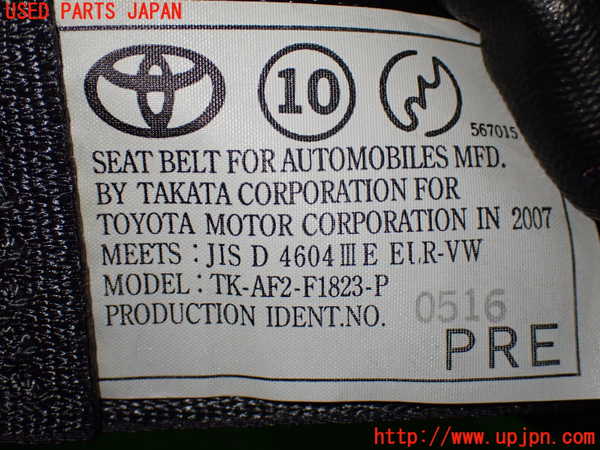 USED PARTS JAPAN
10
567015
SEAT BELT FOR AUTOMOBILES MFD.
BY TAKATA CORPORATION FOR
TOYOTA MOTOR CORPORATION IN 2007
MEETS: JIS D 4604 III E ELR-VW
MODEL: TK-AF2-F1823-P
PRODUCTION IDENT.NO. 0516
PRE
http://www.upjpn.com/